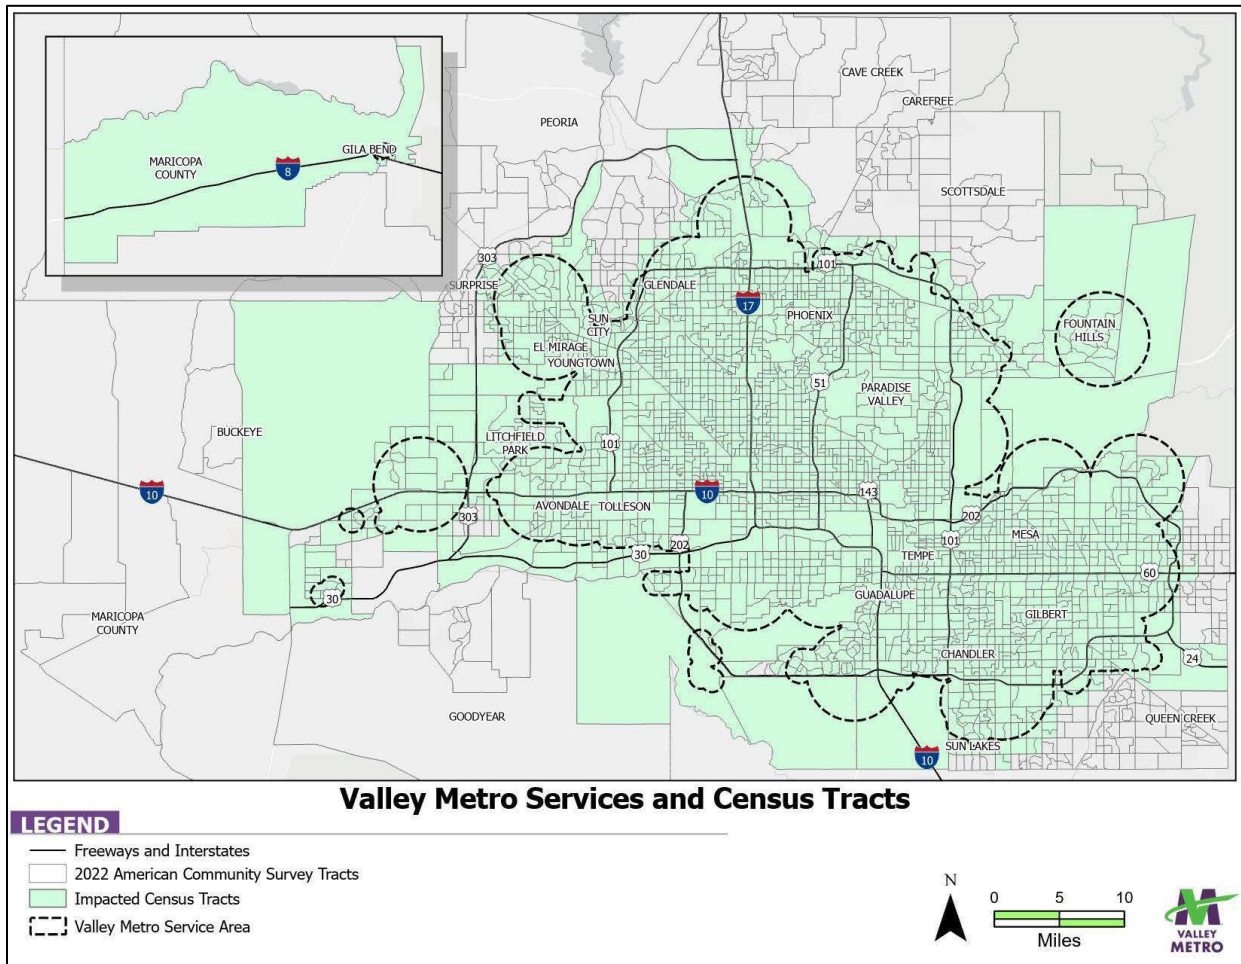 CAVE CREEK
CAREFREE
PEORIA
MARICOPA
COUNTY
GILA BEND
8
SCOTTSDALE
303
101
SURPRISE
GLENDALE
17
SUN
CITY
PHOENIX
FOUNTAIN
HILLS
EL MIRAGE
YOUNGTOWN
51
PARADISE
VALLEY
BUCKEYE
LITCHFIELD
PARK
101
10
10
143
303
AVONDALE
TOLLESON
202
MESA
202
101
30
TEMPE
60
30
GUADALUPE
MARICOPA
COUNTY
GILBERT
CHANDLER
24
GOODYEAR
QUEEN CREEK
SUN LAKES
10
Valley Metro Services and Census Tracts
LEGEND
Freeways and Interstates
2022 American Community Survey Tracts
Impacted Census Tracts
Valley Metro Service Area
N
0 5 10
Miles
VALLEY
METRO